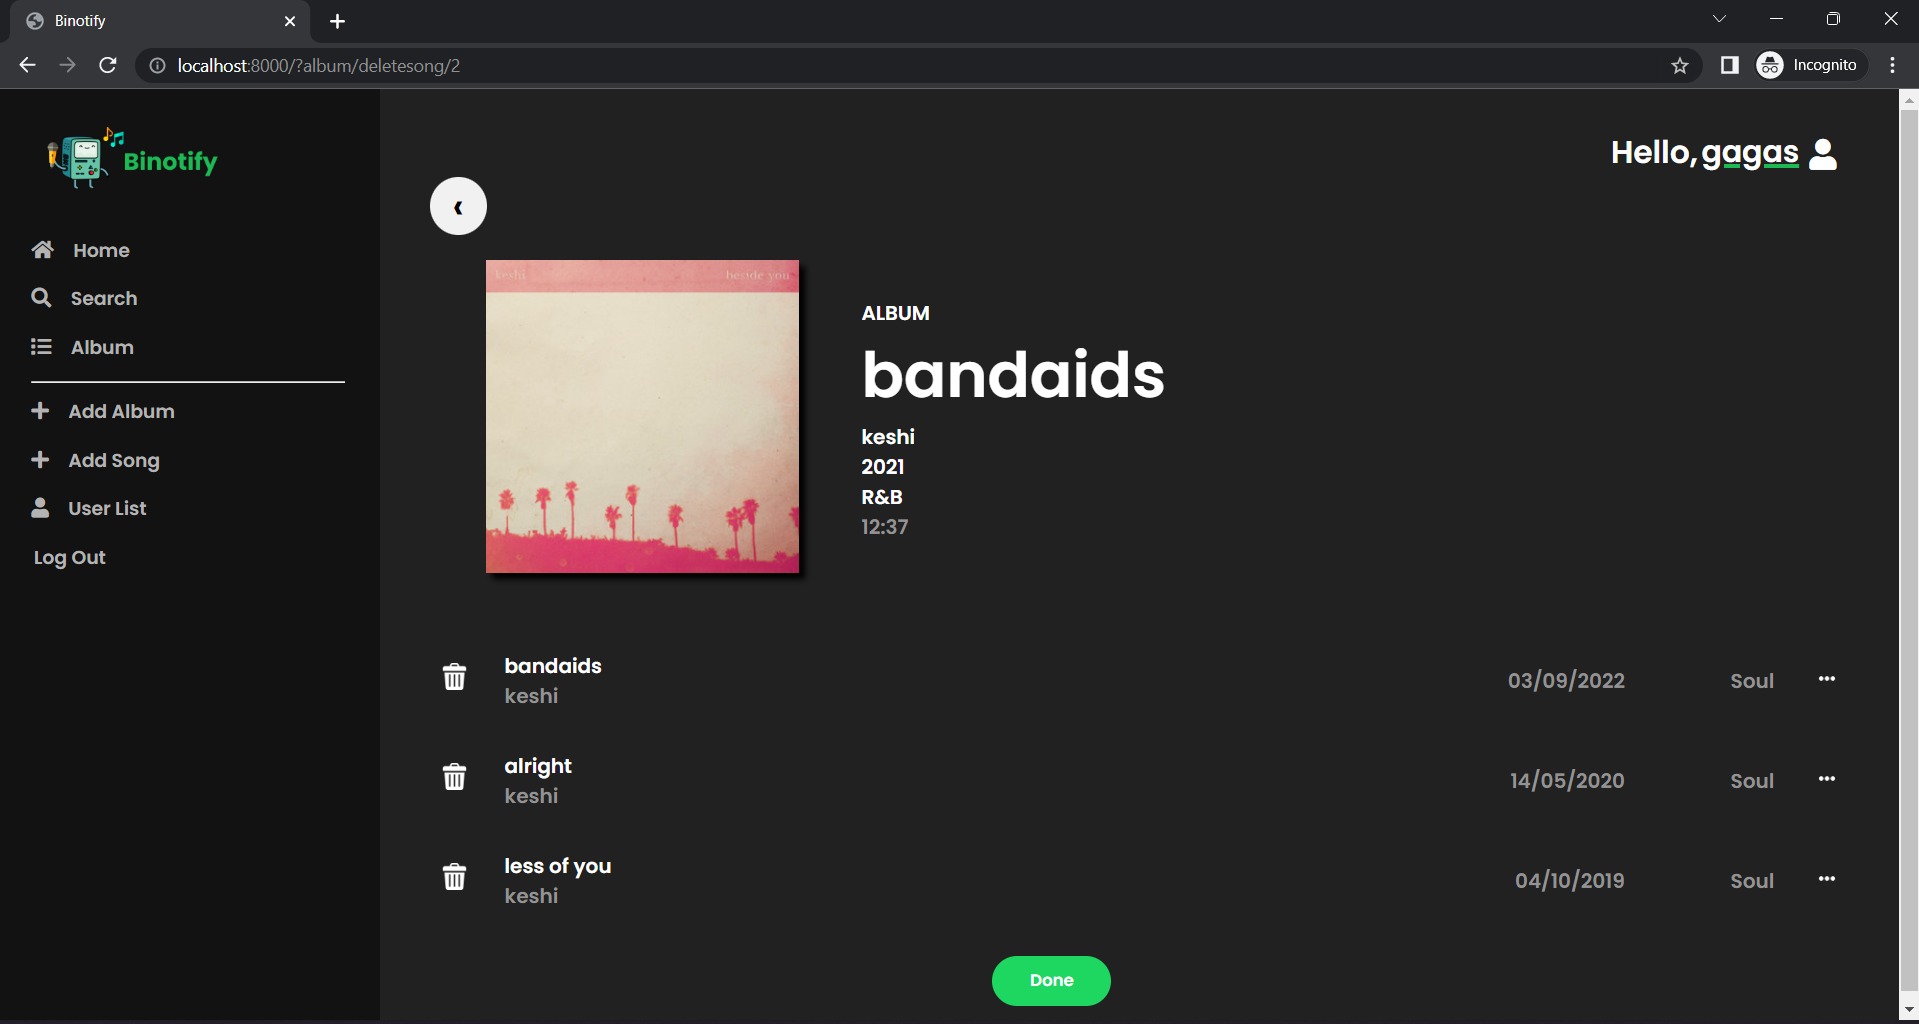 Binotify
localhost:8000/?album/deletesong/2
Incognito
Binotify
Hello, gagas
Home
Search
Album
Add Album
Add Song
User List
Log Out
keshi
beside you
ALBUM
bandaids
keshi
2021
R&B
12:37
bandaids
keshi
03/09/2022
Soul
alright
keshi
14/05/2020
Soul
less of you
keshi
04/10/2019
Soul
Done